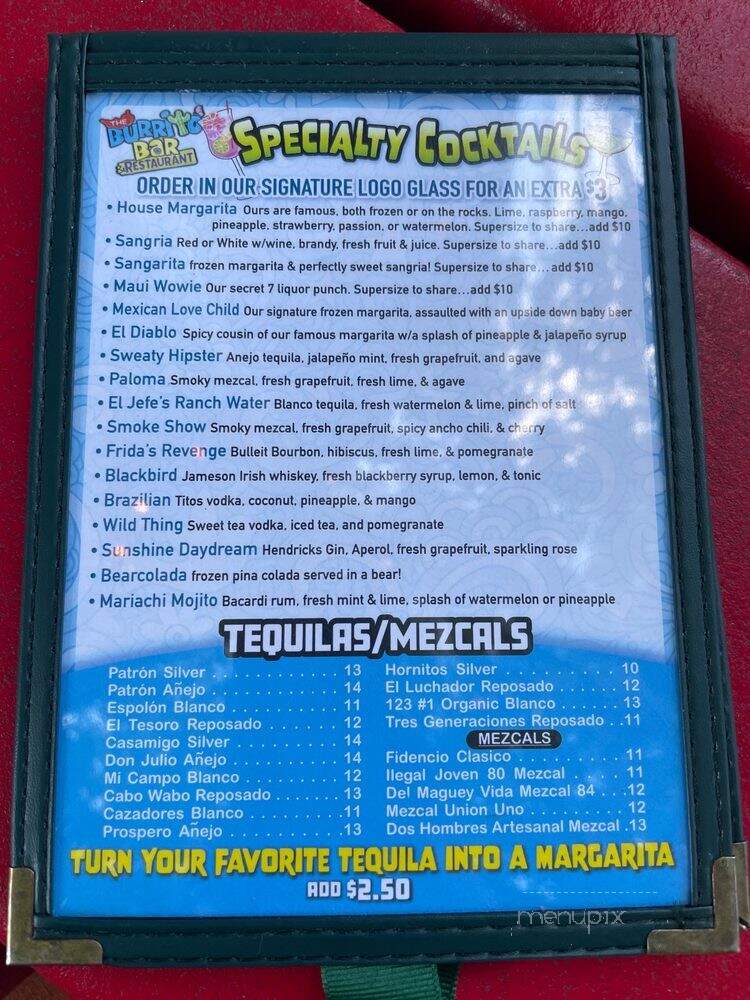 THE
BURRITO
BAR
& RESTAURANT
SPECIALTY COCKTAILS
ORDER IN OUR SIGNATURE LOGO GLASS FOR AN EXTRA $3
• House Margarita Ours are famous, both frozen or on the rocks. Lime, raspberry, mango,
pineapple, strawberry, passion, or watermelon. Supersize to share...add $10
• Sangria Red or White w/wine, brandy, fresh fruit & juice. Supersize to share...add $10
• Sangarita frozen margarita & perfectly sweet sangria! Supersize to share...add $10
• Maui Wowie Our secret 7 liquor punch. Supersize to share...add $10
• Mexican Love Child Our signature frozen margarita, assaulted with an upside down baby beer
• El Diablo Spicy cousin of our famous margarita w/a splash of pineapple & jalapeño syrup
• Sweaty Hipster Anejo tequila, jalapeño mint, fresh grapefruit, and agave
• Paloma Smoky mezcal, fresh grapefruit, fresh lime, & agave
• El Jefe's Ranch Water Blanco tequila, fresh watermelon & lime, pinch of salt
• Smoke Show Smoky mezcal, fresh grapefruit, spicy ancho chili, & cherry
• Frida's Revenge Bulleit Bourbon, hibiscus, fresh lime, & pomegranate
• Blackbird Jameson Irish whiskey, fresh blackberry syrup, lemon, & tonic
• Brazilian Titos vodka, coconut, pineapple, & mango
• Wild Thing Sweet tea vodka, iced tea, and pomegranate
• Sunshine Daydream Hendricks Gin, Aperol, fresh grapefruit, sparkling rose
• Bearcolada frozen pina colada served in a bear!
• Mariachi Mojito Bacardi rum, fresh mint & lime, splash of watermelon or pineapple
TEQUILAS/MEZCALS
Patrón Silver . . . . . . . . . . . . 13
Patrón Añejo . . . . . . . . . . . . 14
Espolón Blanco . . . . . . . . . . 11
El Tesoro Reposado . . . . . . . 12
Casamigo Silver . . . . . . . . . 14
Don Julio Añejo . . . . . . . . . . 14
Mi Campo Blanco . . . . . . . . . 12
Cabo Wabo Reposado . . . . . . . 13
Cazadores Blanco . . . . . . . . . 11
Prospero Añejo . . . . . . . . . . 13
Hornitos Silver . . . . . . . . . . 10
El Luchador Reposado . . . . . . 12
123 #1 Organic Blanco . . . . . . 13
Tres Generaciones Reposado . .11
MEZCALS
Fidencio Clasico . . . . . . . . . 11
Ilegal Joven 80 Mezcal . . . . 11
Del Maguey Vida Mezcal 84 . . .12
Mezcal Union Uno . . . . . . . . 12
Dos Hombres Artesanal Mezcal .13
TURN YOUR FAVORITE TEQUILA INTO A MARGARITA
ADD $2.50
menupix